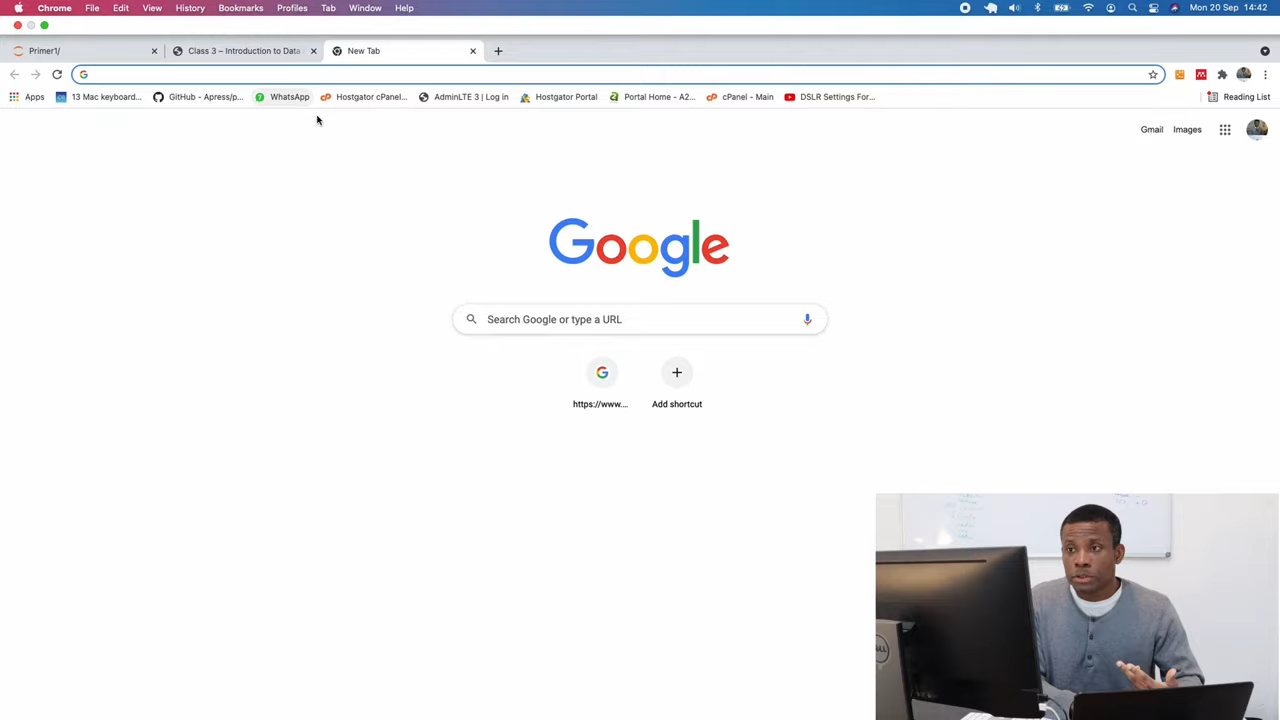 Chrome File Edit View History Bookmarks Profiles Tab Window Help Mon 20 Sep 14:42
Primer1/ Class 3 – Introduction to Data New Tab
Apps 13 Mac keyboard... GitHub - Apress/p... WhatsApp Hostgator cPanel... AdminLTE 3 | Log in Hostgator Portal Portal Home - A2... cPanel - Main DSLR Settings For... Reading List
Gmail Images
Google
Search Google or type a URL
https://www.... Add shortcut
DELL